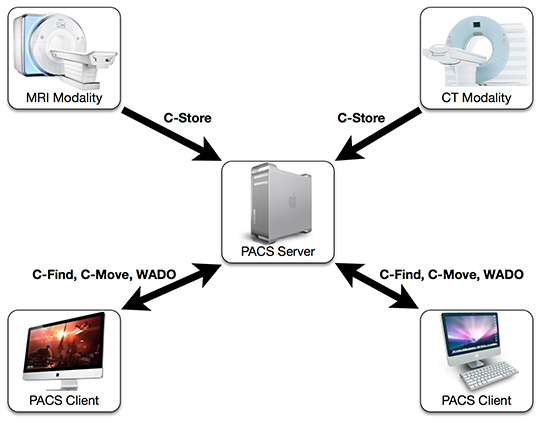 MRI Modality
CT Modality
C-Store
C-Store
PACS Server
C-Find, C-Move, WADO
C-Find, C-Move, WADO
PACS Client
PACS Client